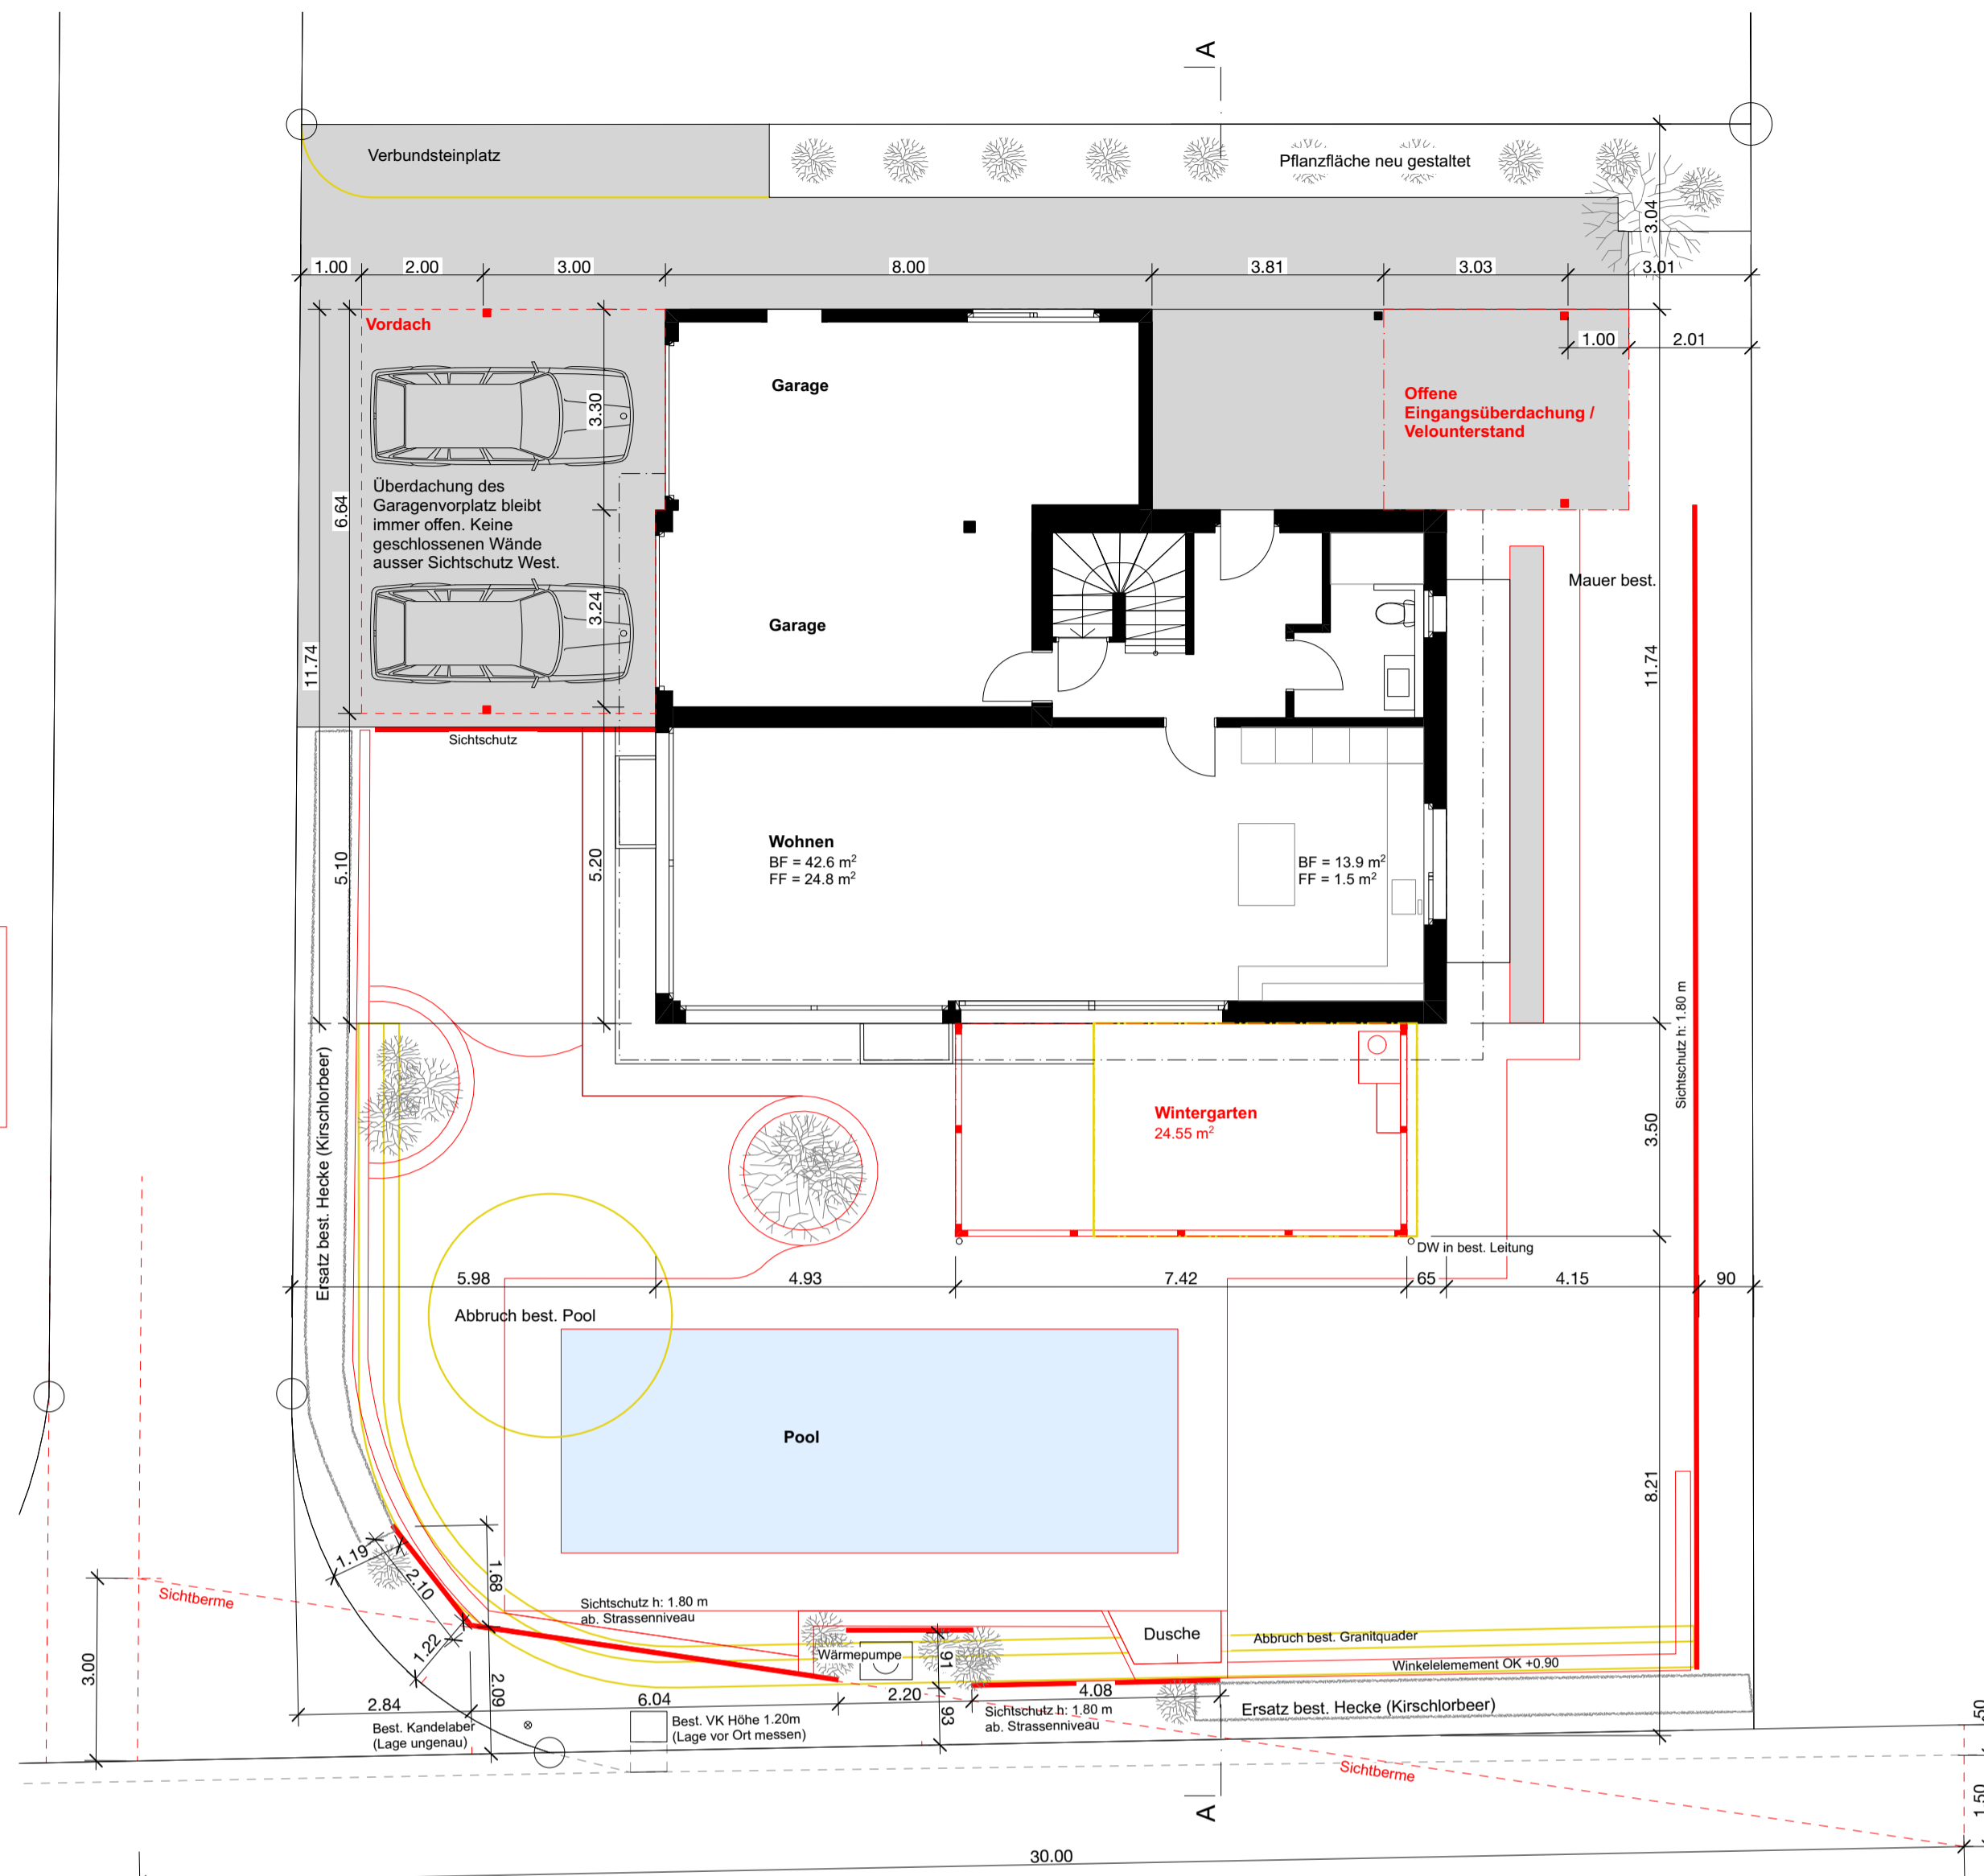 A
Verbundsteinplatz
Pflanzfläche neu gestaltet
3.04
1.00
2.00
3.00
8.00
3.81
3.03
3.01
Vordach
1.00
2.01
Garage
3.30
Offene
Eingangsüberdachung /
Velounterstand
Überdachung des
Garagenvorplatz bleibt
immer offen. Keine
geschlossenen Wände
ausser Sichtschutz West.
6.64
Mauer best.
3.24
Garage
11.74
11.74
Sichtschutz
Wohnen
BF = 42.6 m²
FF = 24.8 m²
BF = 13.9 m²
FF = 1.5 m²
5.10
5.20
Sichtschutz h: 1.80 m
Ersatz best. Hecke (Kirschlorbeer)
Wintergarten
24.55 m²
3.50
DW in best. Leitung
5.98
4.93
7.42
65
4.15
90
Abbruch best. Pool
Pool
8.21
1.19
2.10
1.68
Sichtberme
Sichtschutz h: 1.80 m
ab. Strassenniveau
Dusche
Abbruch best. Granitquader
Wärmepumpe
91
Winkelelemement OK +0.90
1.22
3.00
2.09
2.84
6.04
2.20
4.08
93
Sichtschutz h: 1.80 m
ab. Strassenniveau
Ersatz best. Hecke (Kirschlorbeer)
Best. Kandelaber
(Lage ungenau)
Best. VK Höhe 1.20m
(Lage vor Ort messen)
Sichtberme
50
1.50
A
30.00